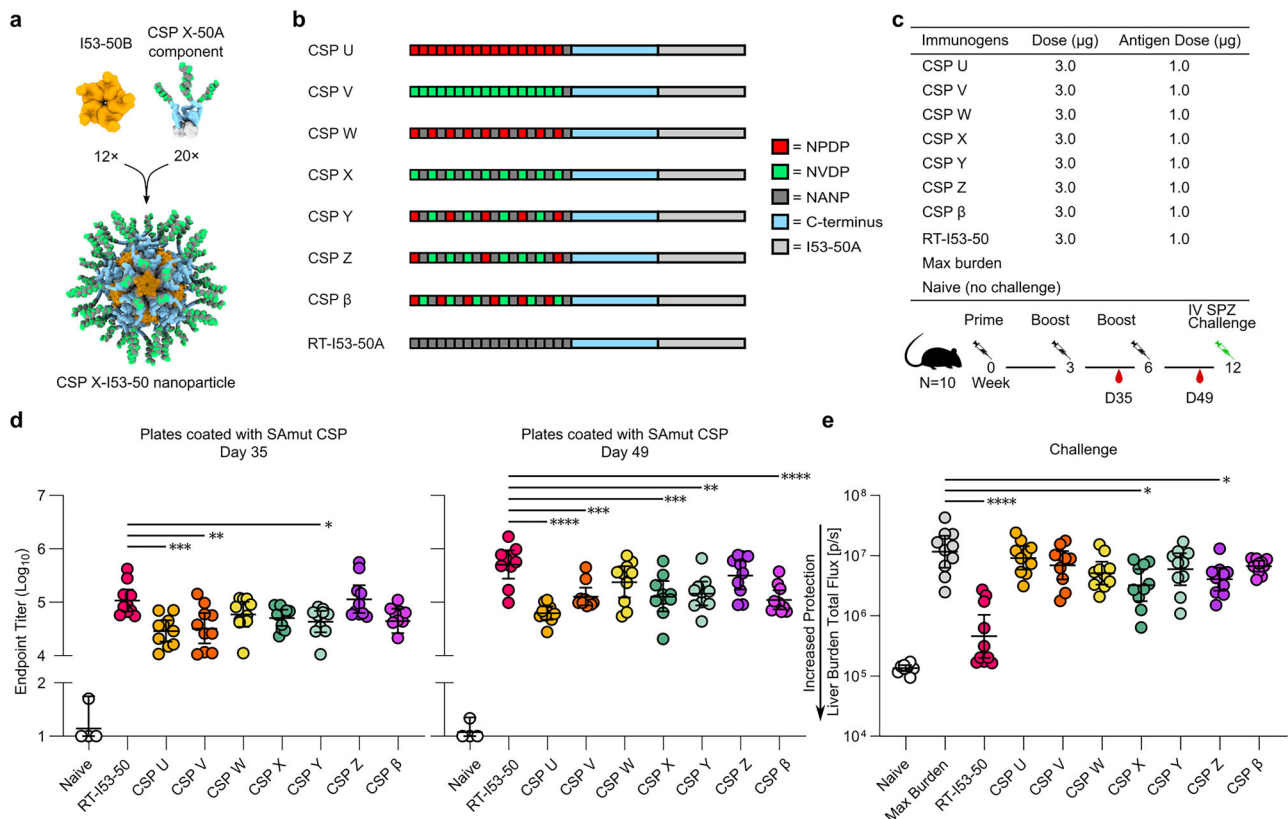 a
I53-50B
CSP X-50A
component
12×
20×
CSP X-I53-50 nanoparticle
b
CSP U
CSP V
CSP W
CSP X
CSP Y
CSP Z
CSP β
RT-I53-50A
= NPDP
= NVDP
= NANP
= C-terminus
= I53-50A
c
Immunogens Dose (µg) Antigen Dose (µg)
CSP U 3.0 1.0
CSP V 3.0 1.0
CSP W 3.0 1.0
CSP X 3.0 1.0
CSP Y 3.0 1.0
CSP Z 3.0 1.0
CSP β 3.0 1.0
RT-I53-50 3.0 1.0
Max burden
Naive (no challenge)
Prime Boost Boost IV SPZ
Challenge
0 3 6 12
N=10 Week
D35 D49
d
Plates coated with SAmut CSP
Day 35
Endpoint Titer (Log10)
7
6
5
4
2
1
*
**
***
Naive
RT-I53-50
CSP U
CSP V
CSP W
CSP X
CSP Y
CSP Z
CSP β
Plates coated with SAmut CSP
Day 49
7
6
5
4
2
1
****
**
***
***
****
Naive
RT-I53-50
CSP U
CSP V
CSP W
CSP X
CSP Y
CSP Z
CSP β
e
Challenge
Increased Protection
Liver Burden Total Flux [p/s]
10⁸
10⁷
10⁶
10⁵
10⁴
*
*
****
Naive
Max Burden
RT-I53-50
CSP U
CSP V
CSP W
CSP X
CSP Y
CSP Z
CSP β